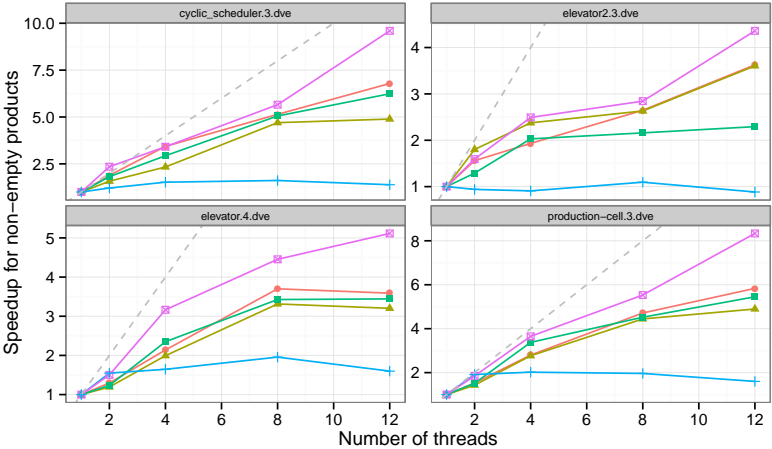 cyclic_scheduler.3.dve
elevator2.3.dve
10.0
7.5
5.0
2.5
4
3
2
1
elevator.4.dve
production−cell.3.dve
5
4
3
2
1
8
6
4
2
2 4 6 8 10 12
2 4 6 8 10 12
Number of threads
Speedup for non−empty products